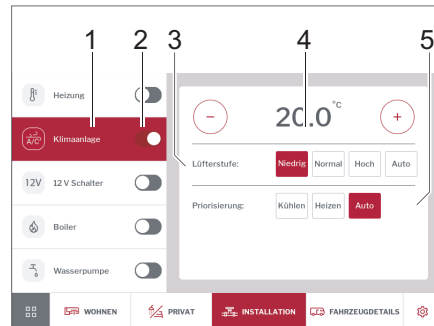 1 2 3 4 5
Heizung
A/C Klimaanlage
12V 12 V Schalter
Boiler
Wasserpumpe
− 20.0 °C +
Lüfterstufe: Niedrig Normal Hoch Auto
Priorisierung: Kühlen Heizen Auto
WOHNEN PRIVAT INSTALLATION FAHRZEUGDETAILS